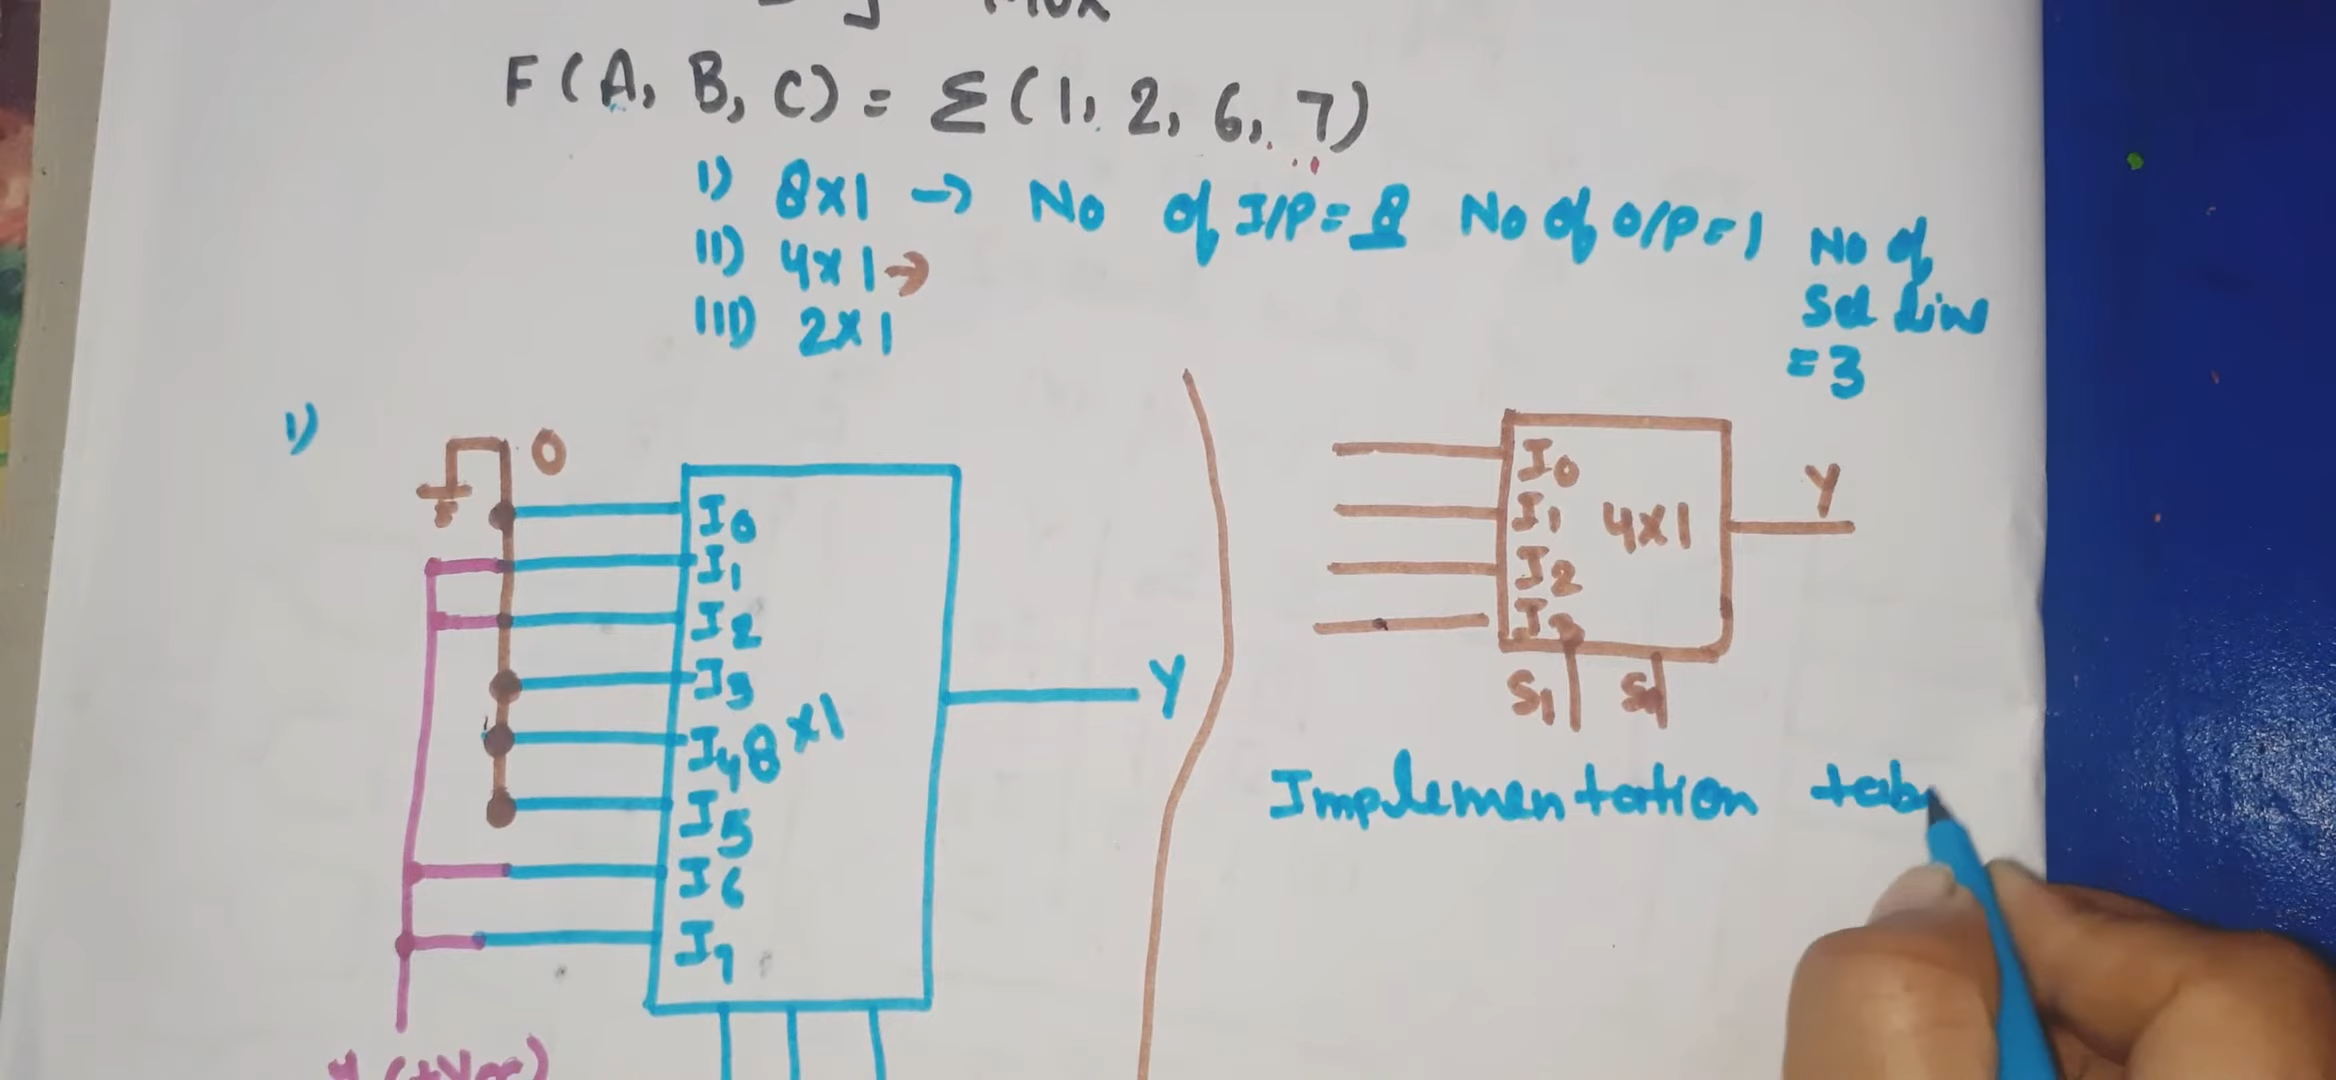 F(A, B, C) = Σ(1, 2, 6, 7)
I) 8x1 → No of I/P = 8 No of O/P = 1 No of
Sel line
= 3
II) 4x1 →
III) 2x1
1)
0
I0
I1
I2
I3
I4 8x1
I5
I6
I7
Y
I0
I1 4x1
I2
I3
Y
S1
Implementation tab